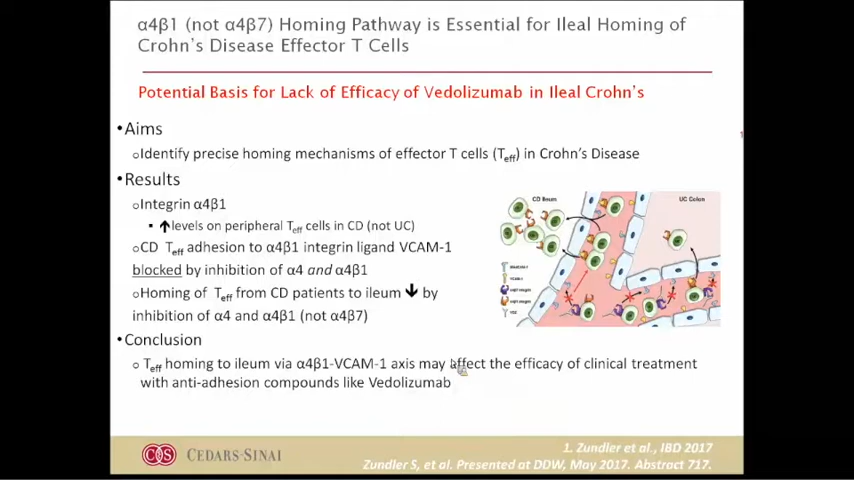 α4β1 (not α4β7) Homing Pathway is Essential for Ileal Homing of
Crohn's Disease Effector T Cells
Potential Basis for Lack of Efficacy of Vedolizumab in Ileal Crohn's
•Aims
oIdentify precise homing mechanisms of effector T cells (Teff) in Crohn's Disease
•Results
oIntegrin α4β1
▪ ↑levels on peripheral Teff cells in CD (not UC)
oCD Teff adhesion to α4β1 integrin ligand VCAM-1
blocked by inhibition of α4 and α4β1
oHoming of Teff from CD patients to ileum ↓ by
inhibition of α4 and α4β1 (not α4β7)
CD Ileum
UC Colon
•Conclusion
o Teff homing to ileum via α4β1-VCAM-1 axis may affect the efficacy of clinical treatment
with anti-adhesion compounds like Vedolizumab
CEDARS-SINAI
1. Zundler et al., IBD 2017
Zundler S, et al. Presented at DDW, May 2017. Abstract 717.
1